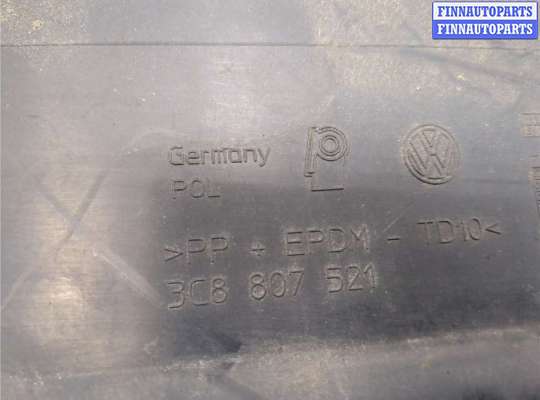 FINNAUTOPARTS
FINNAUTOPARTS
Germany
POL
>PP + EPDM - TD10<
3C8 807 521